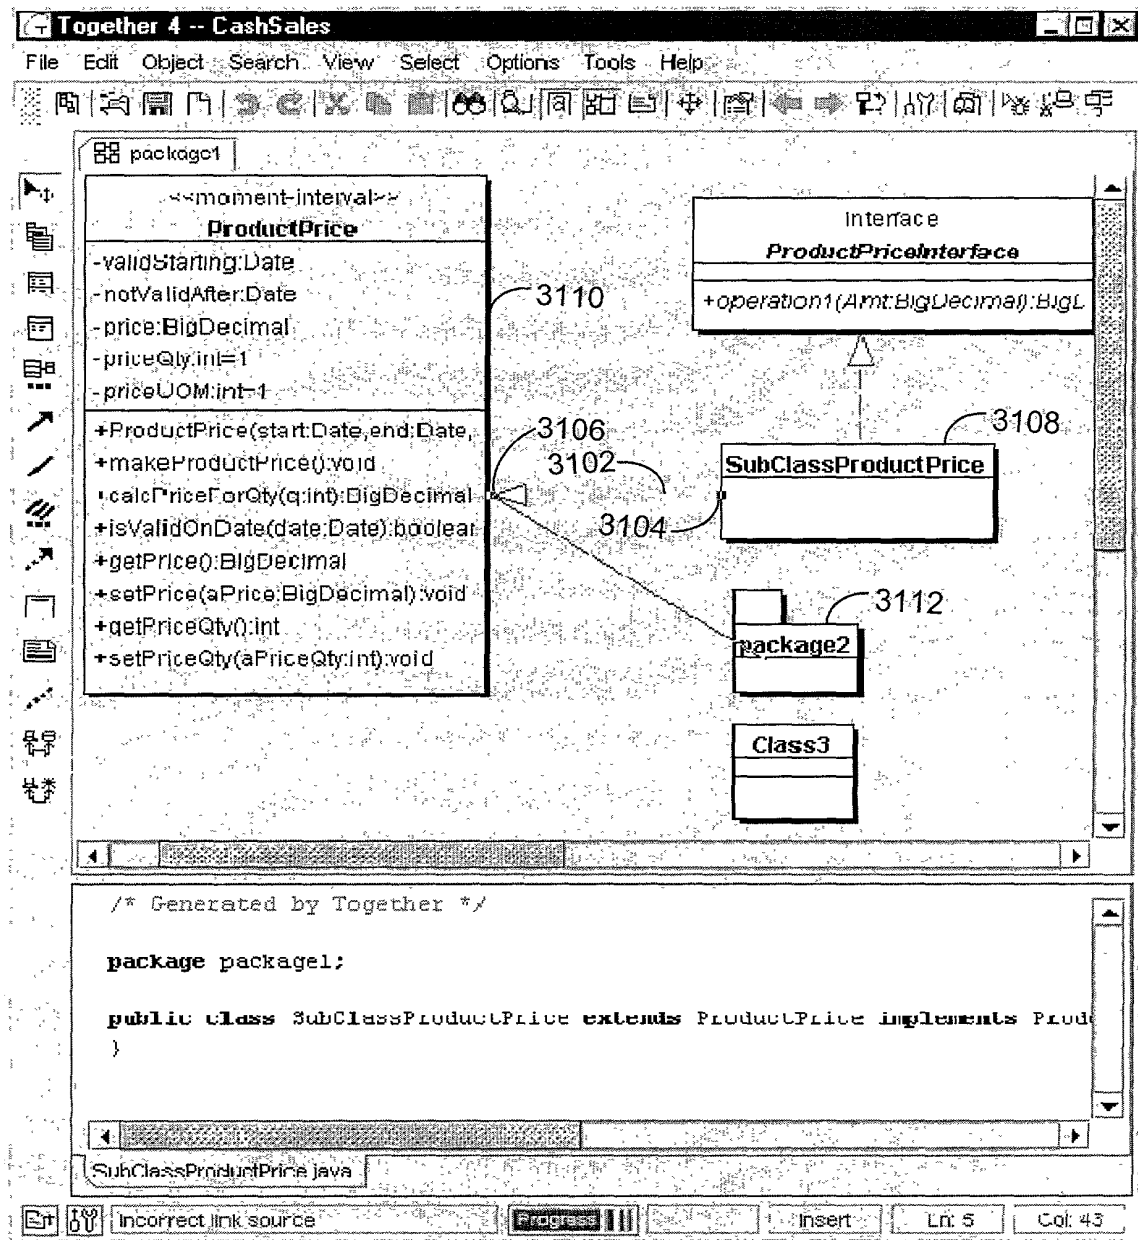 Together 4 -- CashSales
File Edit Object Search View Select Options Tools Help
package1
<<moment-interval>>
ProductPrice
-validStarting:Date
-notValidAfter:Date
-price:BigDecimal
-priceQty:int=1
-priceUOM:int=1
+ProductPrice(start:Date,end:Date,
+makeProductPrice():void
+calcPriceForQty(q:int):BigDecimal
+isValidOnDate(date:Date):boolear
+getPrice():BigDecimal
+setPrice(aPrice:BigDecimal):void
+getPriceQty():int
+setPriceQty(aPriceQty:int):void
3110
Interface
ProductPriceInterface
+operation1(Amt:BigDecimal):BigD
3106
3102
3104
3108
SubClassProductPrice
3112
package2
Class3
/* Generated by Together */
package package1;
public class SubClassProductPrice extends ProductPrice implements Produ
}
SubClassProductPrice.java
Incorrect link source
Progress
Insert
Ln: 5
Col: 43